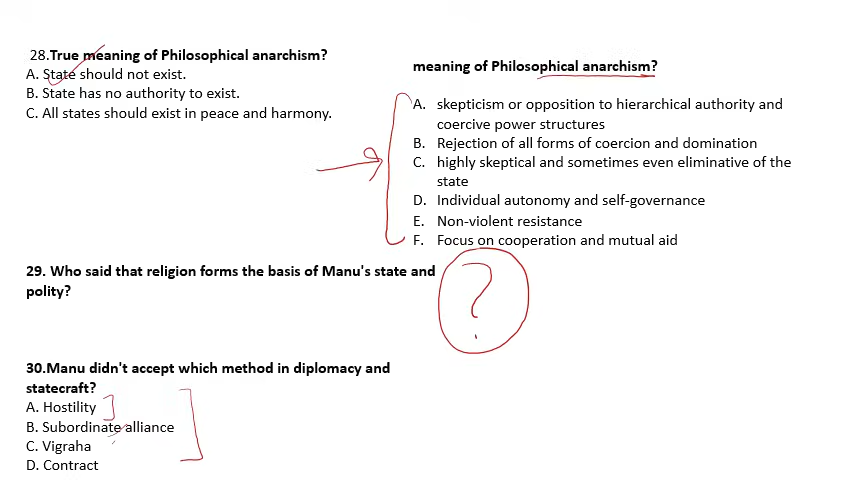 28.True meaning of Philosophical anarchism?
A. State should not exist.
B. State has no authority to exist.
C. All states should exist in peace and harmony.
meaning of Philosophical anarchism?
A. skepticism or opposition to hierarchical authority and
coercive power structures
B. Rejection of all forms of coercion and domination
C. highly skeptical and sometimes even eliminative of the
state
D. Individual autonomy and self-governance
E. Non-violent resistance
F. Focus on cooperation and mutual aid
29. Who said that religion forms the basis of Manu's state and
polity?
?
30.Manu didn't accept which method in diplomacy and
statecraft?
A. Hostility
B. Subordinate alliance
C. Vigraha
D. Contract